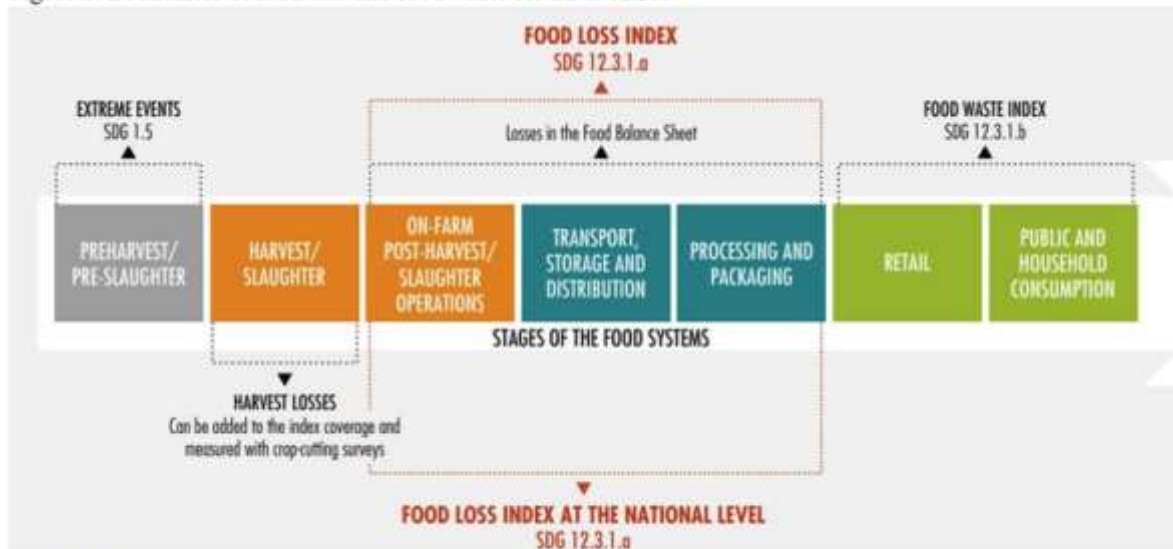 FOOD LOSS INDEX
SDG 12.3.1.a
EXTREME EVENTS
SDG 1.5
Losses in the Food Balance Sheet
FOOD WASTE INDEX
SDG 12.3.1.b
PREHARVEST/
PRE-SLAUGHTER
HARVEST/
SLAUGHTER
ON-FARM
POST-HARVEST/
SLAUGHTER
OPERATIONS
TRANSPORT,
STORAGE AND
DISTRIBUTION
PROCESSING AND
PACKAGING
RETAIL
PUBLIC AND
HOUSEHOLD
CONSUMPTION
STAGES OF THE FOOD SYSTEMS
HARVEST LOSSES
Can be added to the index coverage and
measured with crop-cutting surveys
FOOD LOSS INDEX AT THE NATIONAL LEVEL
SDG 12.3.1.a